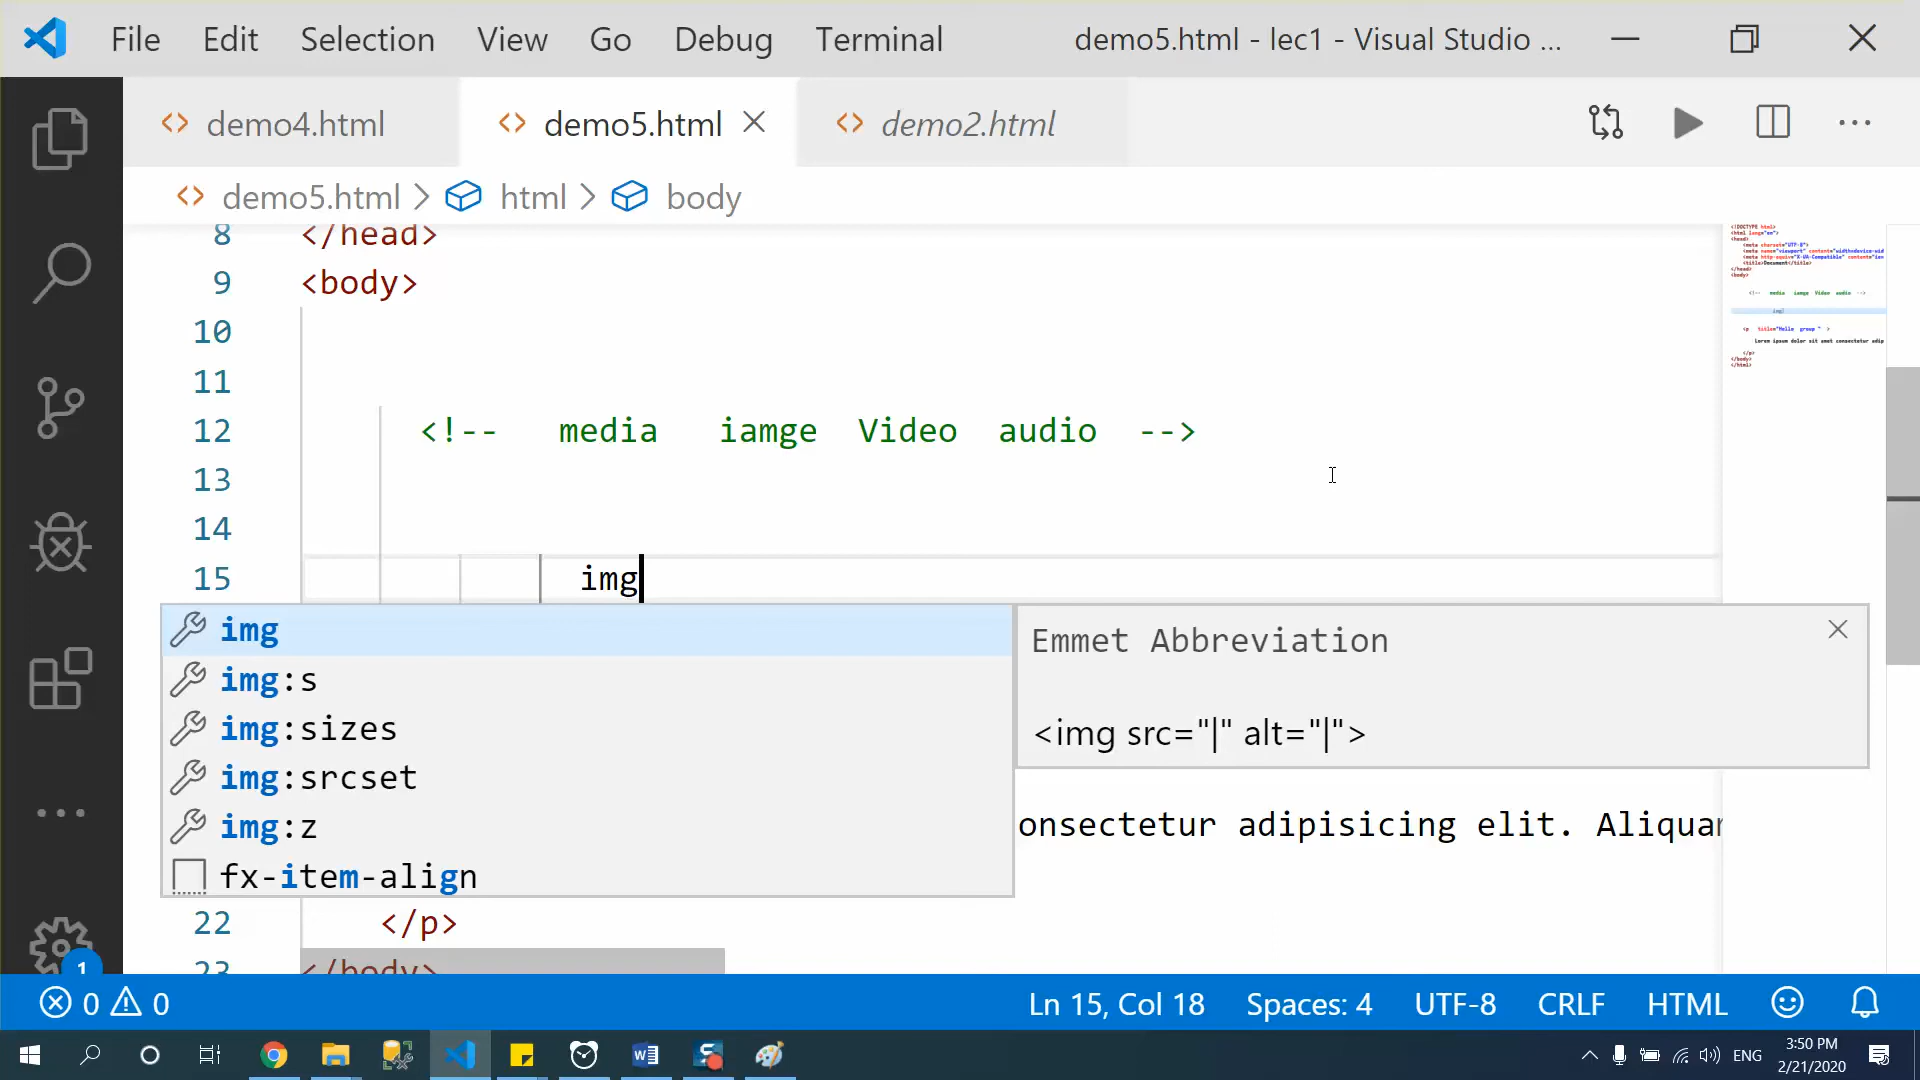 File Edit Selection View Go Debug Terminal demo5.html - lec1 - Visual Studio ...
demo4.html demo5.html demo2.html
demo5.html > html > body
8 </head>
9 <body>
10
11
12 <!-- media iamge Video audio -->
13
14
15 img
img
img:s
img:sizes
img:srcset
img:z
fx-item-align
Emmet Abbreviation
<img src="|" alt="|">
onsectetur adipisicing elit. Aliquar
22 </p>
23 </body>
1
0 0 Ln 15, Col 18 Spaces: 4 UTF-8 CRLF HTML
ENG 3:50 PM
2/21/2020